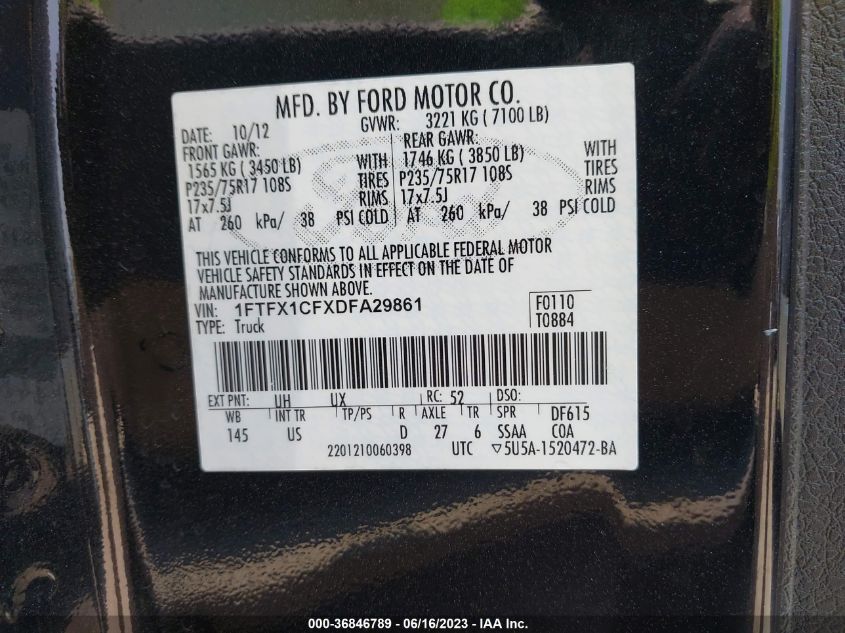 MFD. BY FORD MOTOR CO.
DATE: 10/12 GVWR: 3221 KG ( 7100 LB)
FRONT GAWR: REAR GAWR:
1565 KG ( 3450 LB) WITH 1746 KG ( 3850 LB) WITH
P235/75R17 108S TIRES P235/75R17 108S TIRES
17x7.5J RIMS 17x7.5J RIMS
AT 260 kPa/ 38 PSI COLD AT 260 kPa/ 38 PSI COLD
THIS VEHICLE CONFORMS TO ALL APPLICABLE FEDERAL MOTOR
VEHICLE SAFETY STANDARDS IN EFFECT ON THE DATE OF
MANUFACTURE SHOWN ABOVE.
VIN: 1FTFX1CFXDFA29861 F0110
TYPE: Truck T0884
EXT PNT: UH UX RC: 52 DSO:
WB INT TR TP/PS R AXLE TR SPR DF615
145 US D 27 6 SSAA COA
2201210060398 UTC ▽5U5A-1520472-BA
000-36846789 - 06/16/2023 - IAA Inc.